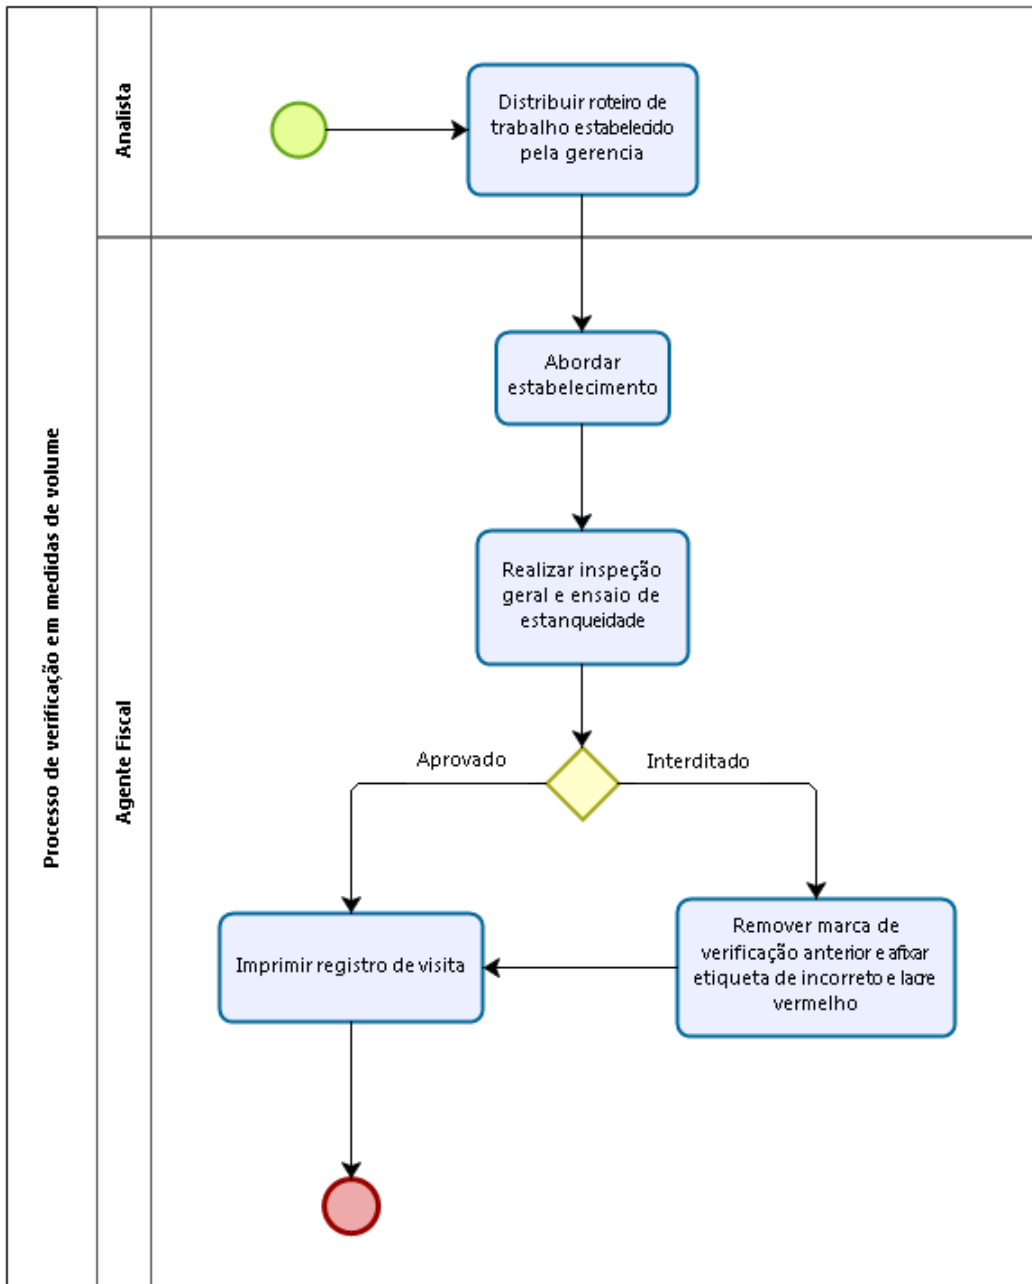 Processo de verificação em medidas de volume
Analista
Distribuir roteiro de
trabalho estabelecido
pela gerencia
Agente Fiscal
Abordar
estabelecimento
Realizar inspeção
geral e ensaio de
estanqueidade
Aprovado
Interditado
Imprimir registro de visita
Remover marca de
verificação anterior e afixar
etiqueta de incorreto e lacre
vermelho